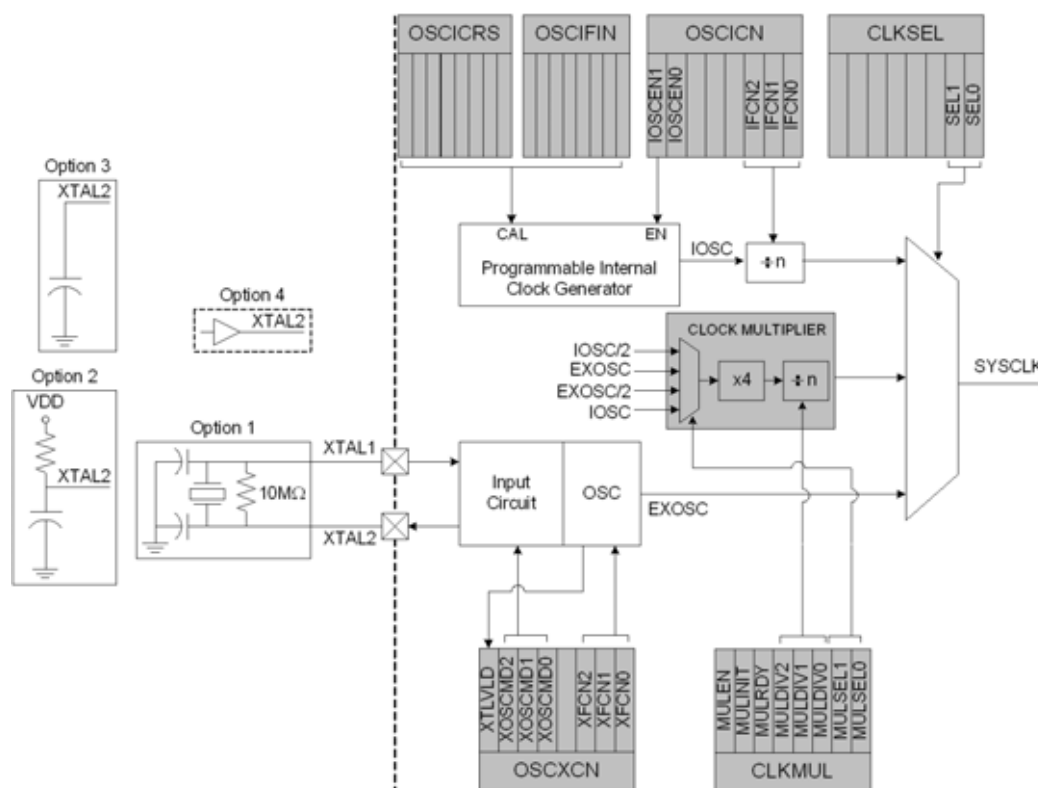 OSCICRS
OSCIFIN
OSCICN
CLKSEL
IOSCEN1
IOSCEN0
IFCN2
IFCN1
IFCN0
SEL1
SEL0
Option 3
XTAL2
CAL
EN
Programmable Internal
Clock Generator
IOSC
÷ n
Option 4
XTAL2
CLOCK MULTIPLIER
IOSC/2
EXOSC
EXOSC/2
IOSC
x4
÷ n
SYSCLK
Option 2
VDD
XTAL2
Option 1
10MΩ
XTAL1
XTAL2
Input
Circuit
OSC
EXOSC
XTLVLD
XOSCMD2
XOSCMD1
XOSCMD0
XFCN2
XFCN1
XFCN0
OSCXCN
MULEN
MULINIT
MULRDY
MULDIV2
MULDIV1
MULDIV0
MULSEL1
MULSEL0
CLKMUL